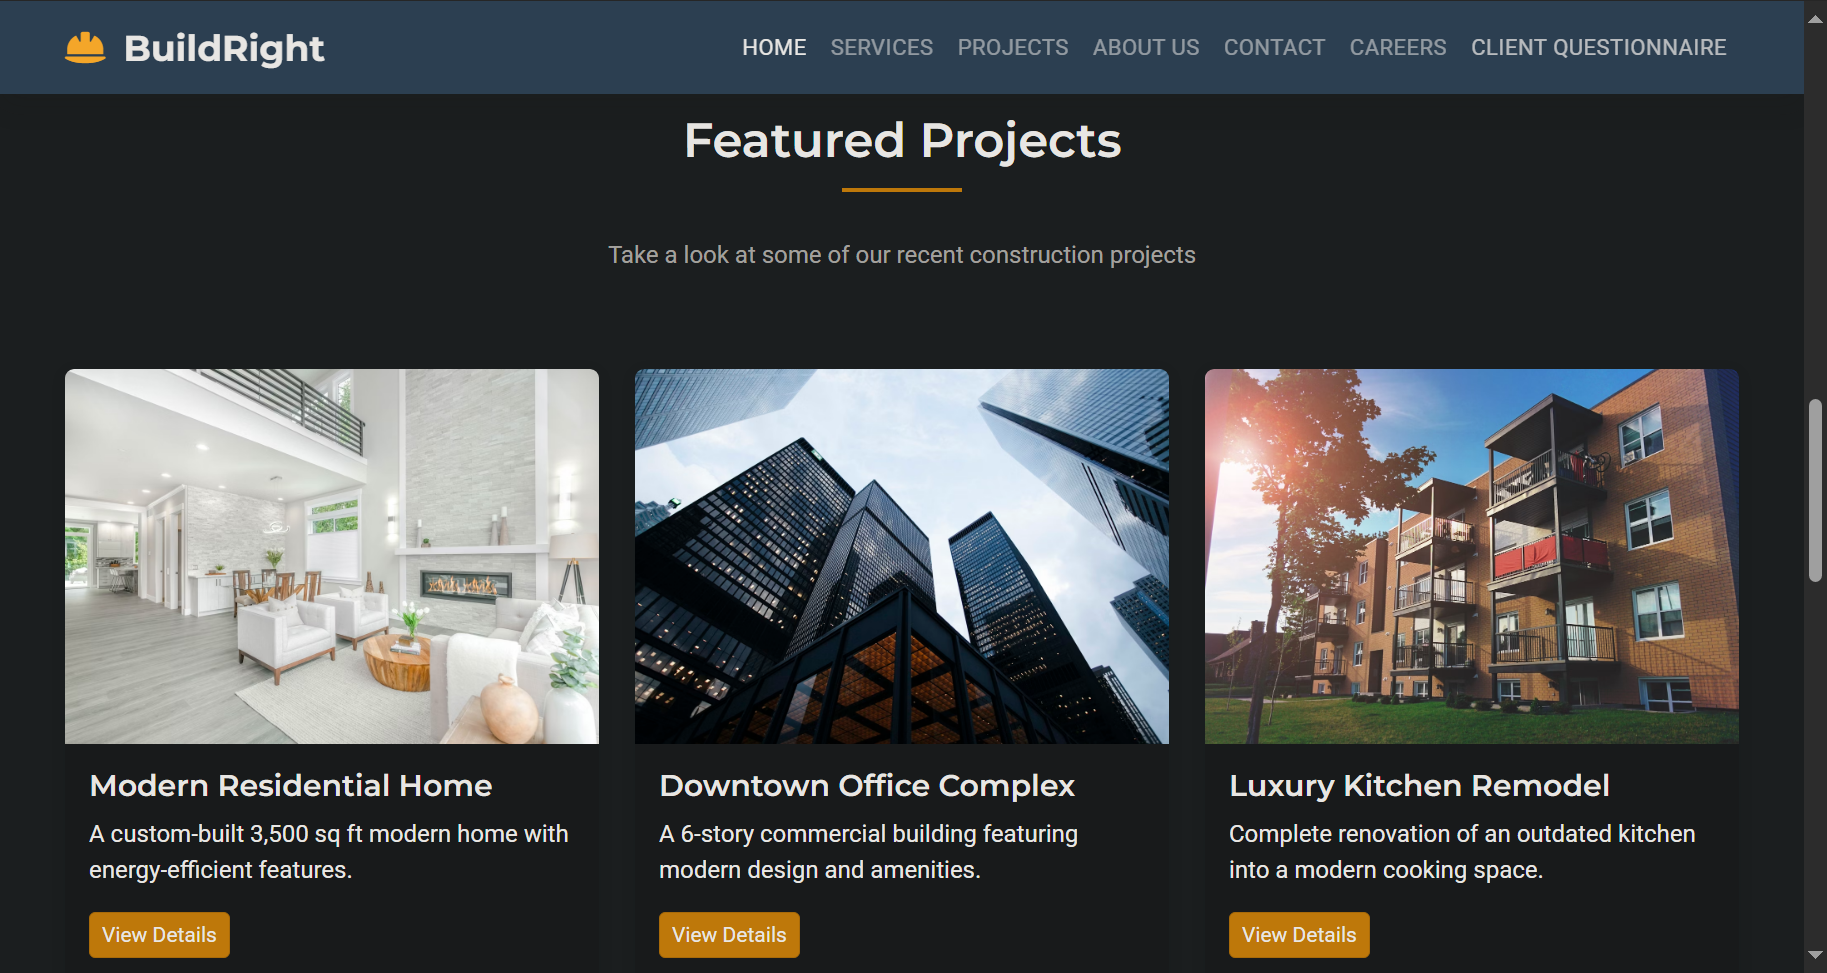 BuildRight
HOME SERVICES PROJECTS ABOUT US CONTACT CAREERS CLIENT QUESTIONNAIRE
Featured Projects
Take a look at some of our recent construction projects
Modern Residential Home
A custom-built 3,500 sq ft modern home with
energy-efficient features.
View Details
Downtown Office Complex
A 6-story commercial building featuring
modern design and amenities.
View Details
Luxury Kitchen Remodel
Complete renovation of an outdated kitchen
into a modern cooking space.
View Details